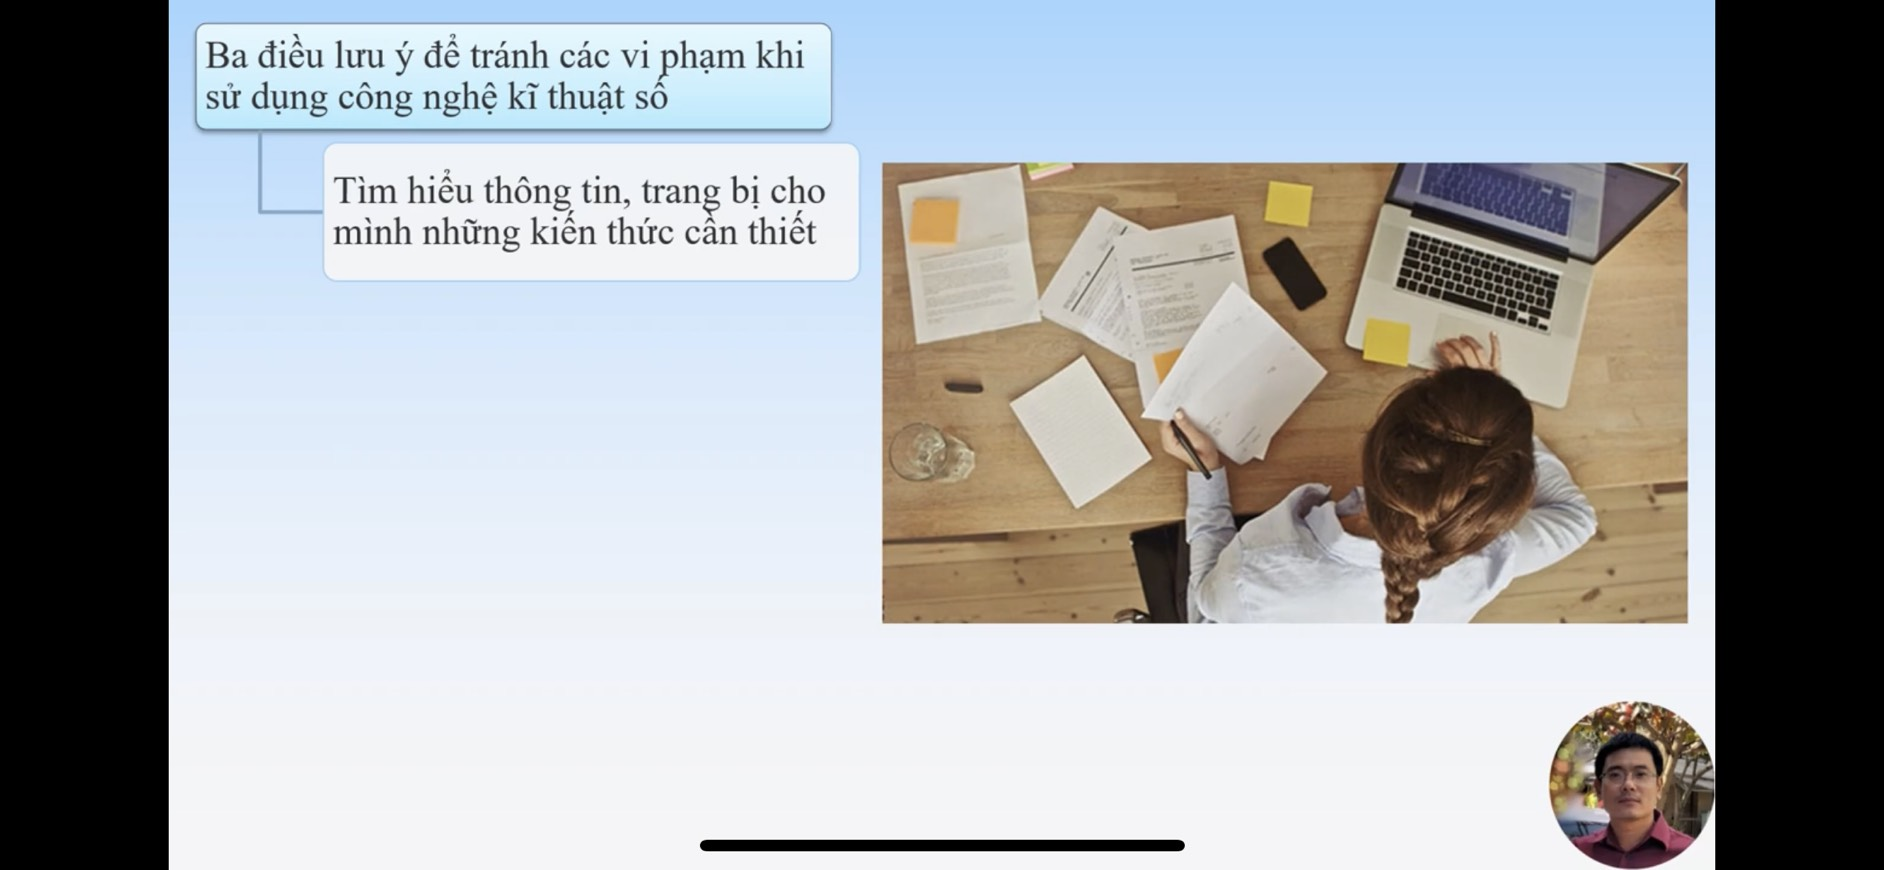 Ba điều lưu ý để tránh các vi phạm khi
sử dụng công nghệ kĩ thuật số
Tìm hiểu thông tin, trang bị cho
mình những kiến thức cần thiết